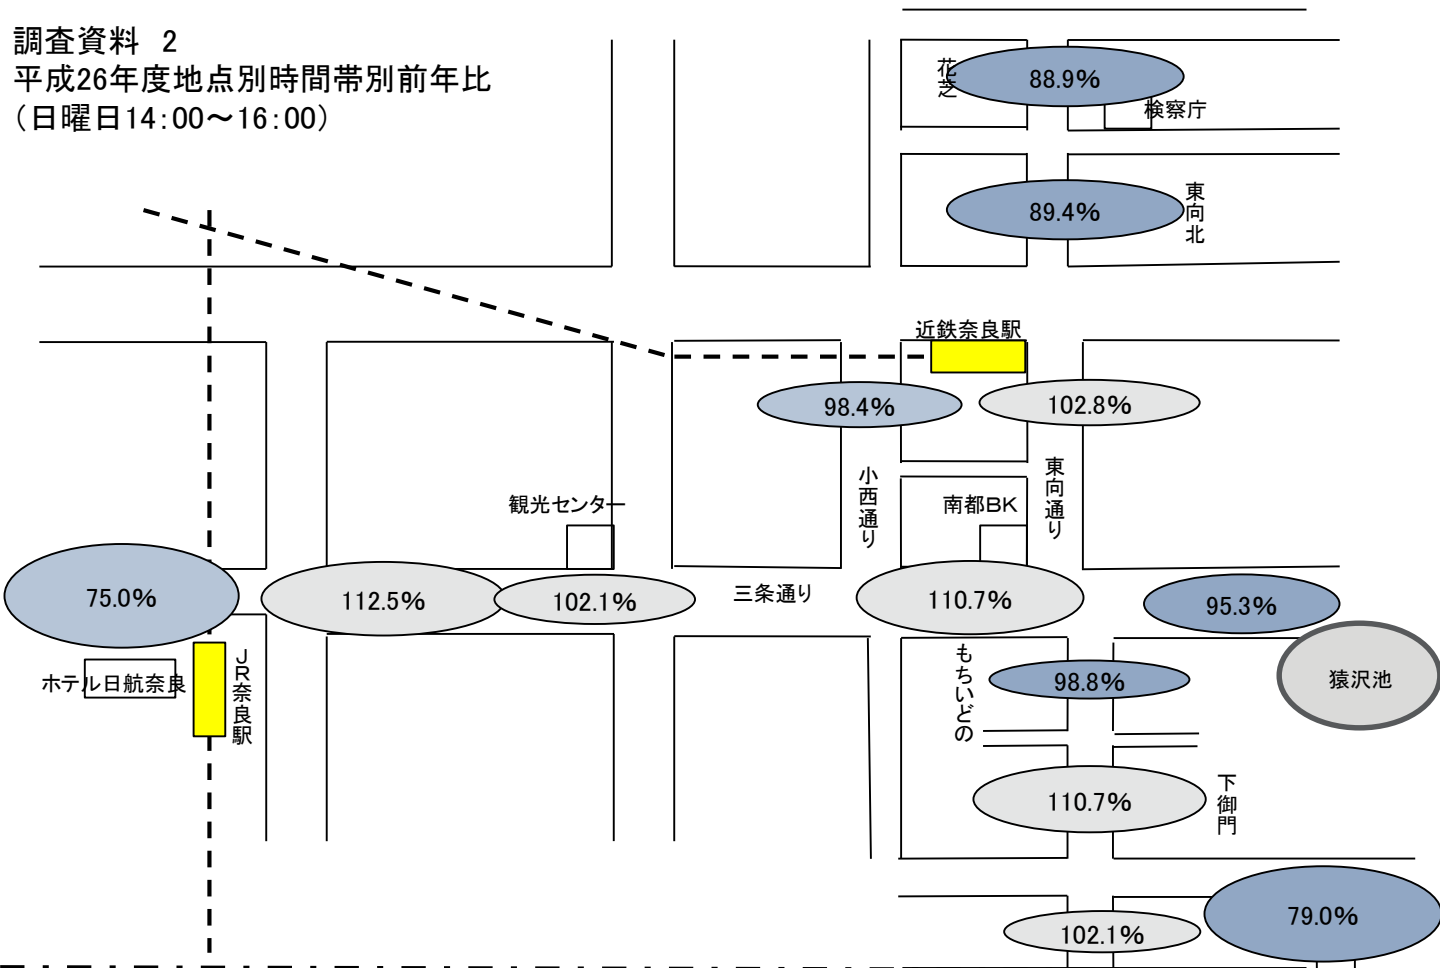 調査資料 2
平成26年度地点別時間帯別前年比
(日曜日14:00～16:00)
花芝
88.9%
検察庁
89.4%
東向北
近鉄奈良駅
98.4%
102.8%
小西通り
東向通り
観光センター
南都BK
75.0%
112.5%
102.1%
三条通り
110.7%
95.3%
ホテル日航奈良
JR奈良駅
もちいどの
98.8%
猿沢池
110.7%
下御門
79.0%
102.1%